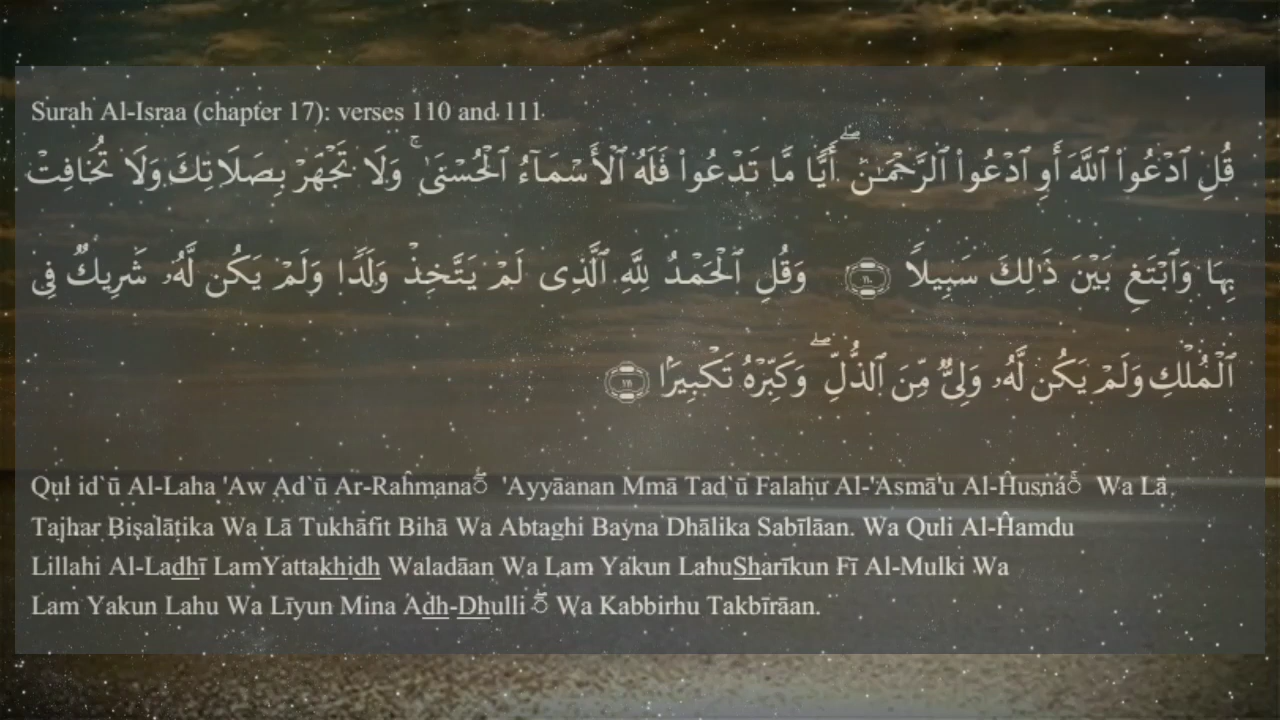 Surah Al-Israa (chapter 17): verses 110 and 111.
قُلِ ٱدْعُوا۟ ٱللَّهَ أَوِ ٱدْعُوا۟ ٱلرَّحْمَـٰنَ ۖ أَيًّا مَّا تَدْعُوا۟ فَلَهُ ٱلْأَسْمَآءُ ٱلْحُسْنَىٰ ۚ وَلَا تَجْهَرْ بِصَلَاتِكَ وَلَا تُخَافِتْ
بِهَا وَٱبْتَغِ بَيْنَ ذَٰلِكَ سَبِيلًا ١١٠ وَقُلِ ٱلْحَمْدُ لِلَّهِ ٱلَّذِى لَمْ يَتَّخِذْ وَلَدًا وَلَمْ يَكُن لَّهُۥ شَرِيكٌ فِى
ٱلْمُلْكِ وَلَمْ يَكُن لَّهُۥ وَلِىٌّ مِّنَ ٱلذُّلِّ ۖ وَكَبِّرْهُ تَكْبِيرًۢا ١١١
Qul id`ū Al-Laha 'Aw Ad`ū Ar-Raĥmana ۖ 'Ayyāanan Mmā Tad`ū Falahu Al-'Asmā'u Al-Ĥusná ۚ Wa Lā
Tajhar Bişalātika Wa Lā Tukhāfit Bihā Wa Abtaghi Bayna Dhālika Sabīlāan. Wa Quli Al-Ĥamdu
Lillahi Al-Ladhī LamYattakhidh Waladāan Wa Lam Yakun LahuSharīkun Fī Al-Mulki Wa
Lam Yakun Lahu Wa Līyun Mina Adh-Dhulli ۖ Wa Kabbirhu Takbīrāan.